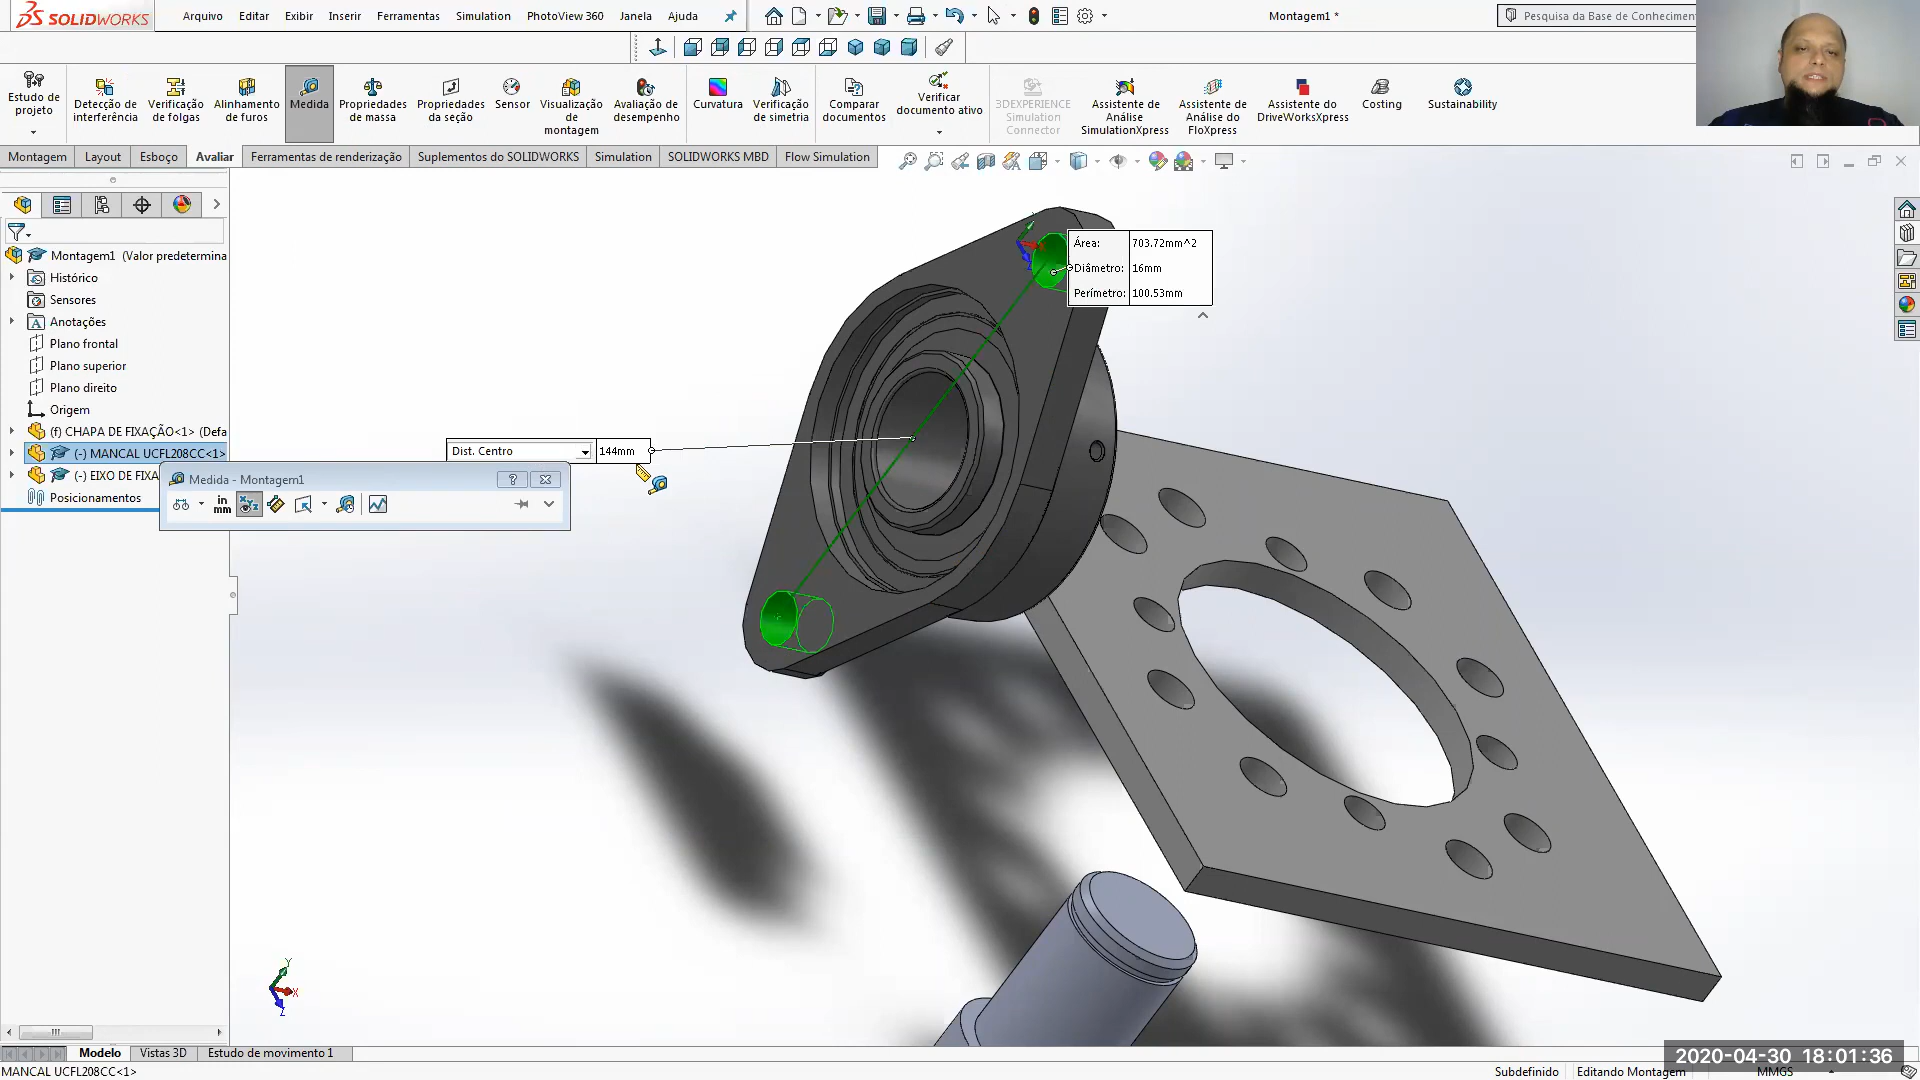 SOLIDWORKS
Arquivo Editar Exibir Inserir Ferramentas Simulation PhotoView 360 Janela Ajuda
Montagem1 *
Pesquisa da Base de Conhecimen
Estudo de projeto
Detecção de interferência
Verificação de folgas
Alinhamento de furos
Medida
Propriedades de massa
Propriedades da seção
Sensor
Visualização de montagem
Avaliação de desempenho
Curvatura
Verificação de simetria
Comparar documentos
Verificar documento ativo
3DEXPERIENCE Simulation Connector
Assistente de Análise SimulationXpress
Assistente de Análise do FloXpress
Assistente do DriveWorksXpress
Costing
Sustainability
Montagem Layout Esboço Avaliar Ferramentas de renderização Suplementos do SOLIDWORKS Simulation SOLIDWORKS MBD Flow Simulation
Montagem1 (Valor predetermina
Histórico
Sensores
Anotações
Plano frontal
Plano superior
Plano direito
Origem
(f) CHAPA DE FIXAÇÃO<1> (Defa
(-) MANCAL UCFL208CC<1>
(-) EIXO DE FIXA
Posicionamentos
Medida - Montagem1
in
mm
Dist. Centro 144mm
Área: 703.72mm^2
Diâmetro: 16mm
Perímetro: 100.53mm
Y
X
Z
Modelo Vistas 3D Estudo de movimento 1
MANCAL UCFL208CC<1>
Subdefinido Editando Montagem MMGS
2020-04-30 18:01:36